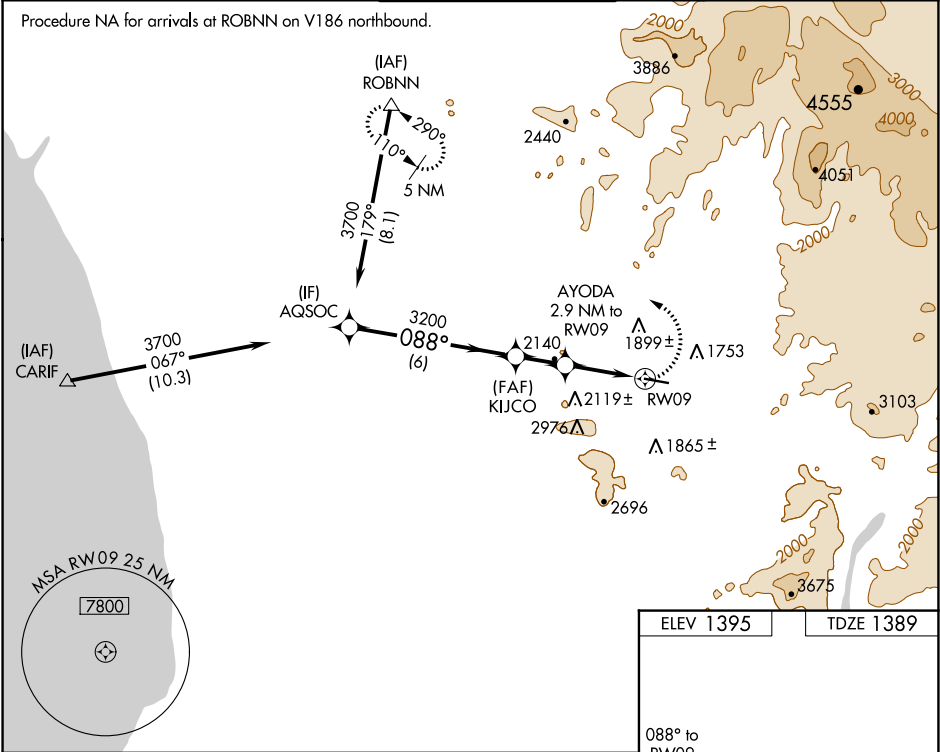 Procedure NA for arrivals at ROBNN on V186 northbound.
(IAF)
ROBNN
290°
110°
5 NM
3700
179°
(8.1)
2000
3886
3000
4555
4000
2440
4051
2000
(IF)
AQSOC
3200
088°
(6)
AYODA
2.9 NM to
RW09
2140
1899±
1753
(IAF)
CARIF
3700
067°
(10.3)
(FAF)
KIJCO
RW09
2119±
2976
1865±
3103
2696
2000
2000
3675
MSA RW09 25 NM
7800
ELEV 1395
TDZE 1389
088° to
RW09